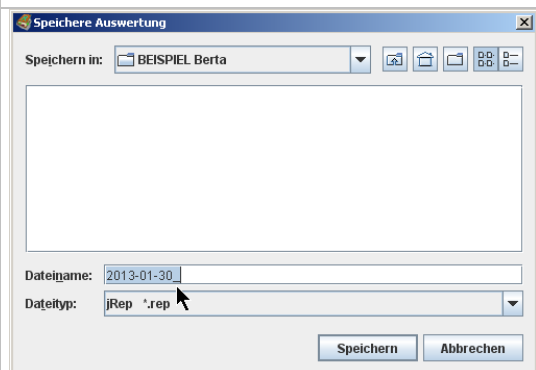 Speichere Auswertung
Speichern in: BEISPIEL Berta
Dateiname: 2013-01-30_
Dateityp: jRep *.rep
Speichern Abbrechen